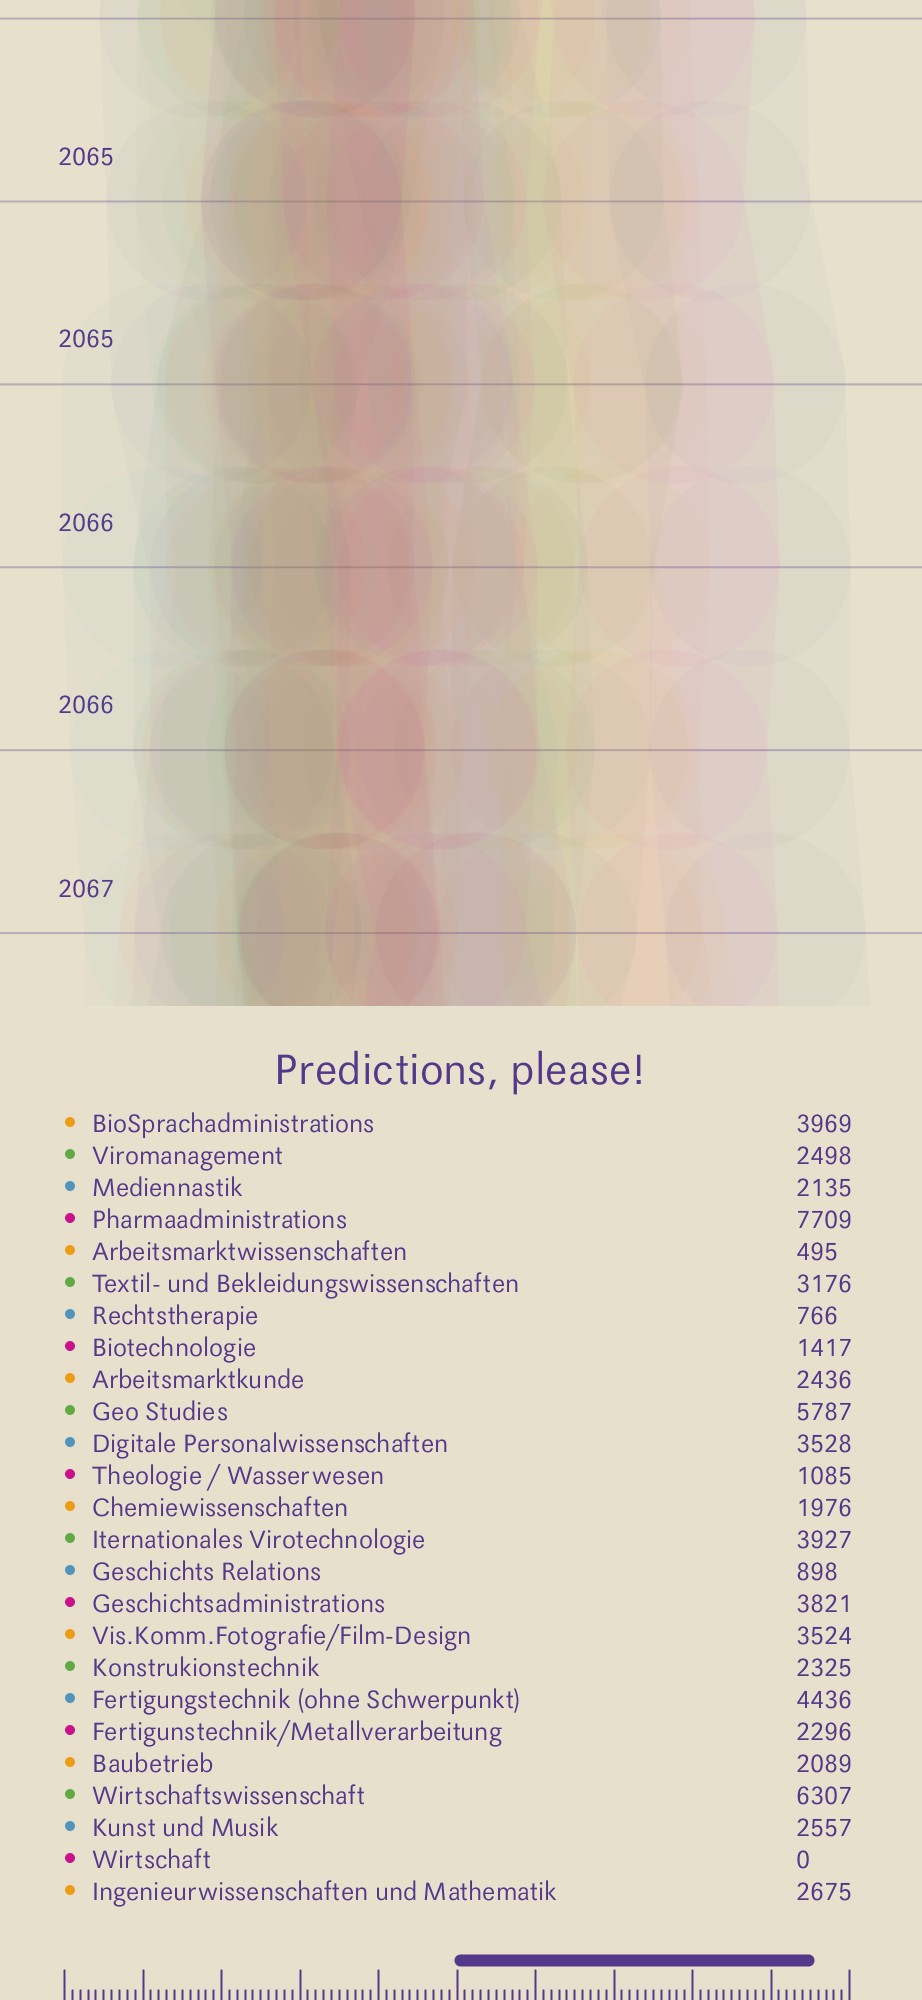 2065
2065
2066
2066
2067
Predictions, please!
BioSprachadministrations 3969
Viromanagement 2498
Mediennastik 2135
Pharmaadministrations 7709
Arbeitsmarktwissenschaften 495
Textil- und Bekleidungswissenschaften 3176
Rechtstherapie 766
Biotechnologie 1417
Arbeitsmarktkunde 2436
Geo Studies 5787
Digitale Personalwissenschaften 3528
Theologie / Wasserwesen 1085
Chemiewissenschaften 1976
Iternationales Virotechnologie 3927
Geschichts Relations 898
Geschichtsadministrations 3821
Vis.Komm.Fotografie/Film-Design 3524
Konstrukionstechnik 2325
Fertigungstechnik (ohne Schwerpunkt) 4436
Fertigunstechnik/Metallverarbeitung 2296
Baubetrieb 2089
Wirtschaftswissenschaft 6307
Kunst und Musik 2557
Wirtschaft 0
Ingenieurwissenschaften und Mathematik 2675